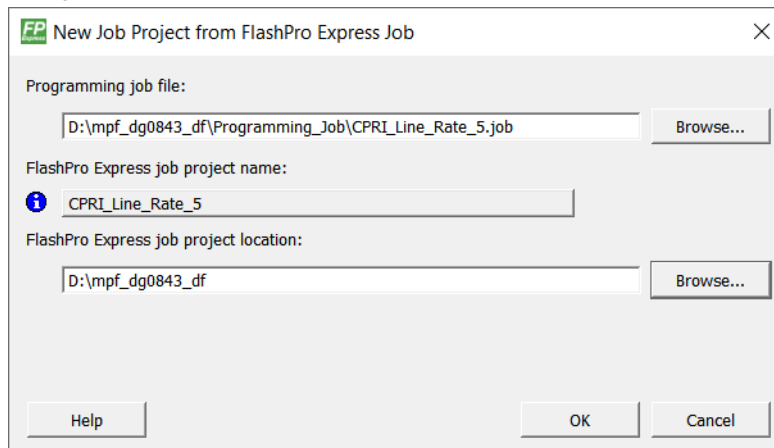 FP Express New Job Project from FlashPro Express Job
Programming job file:
D:\mpf_dg0843_df\Programming_Job\CPRI_Line_Rate_5.job Browse...
FlashPro Express job project name:
CPRI_Line_Rate_5
FlashPro Express job project location:
D:\mpf_dg0843_df Browse...
Help OK Cancel